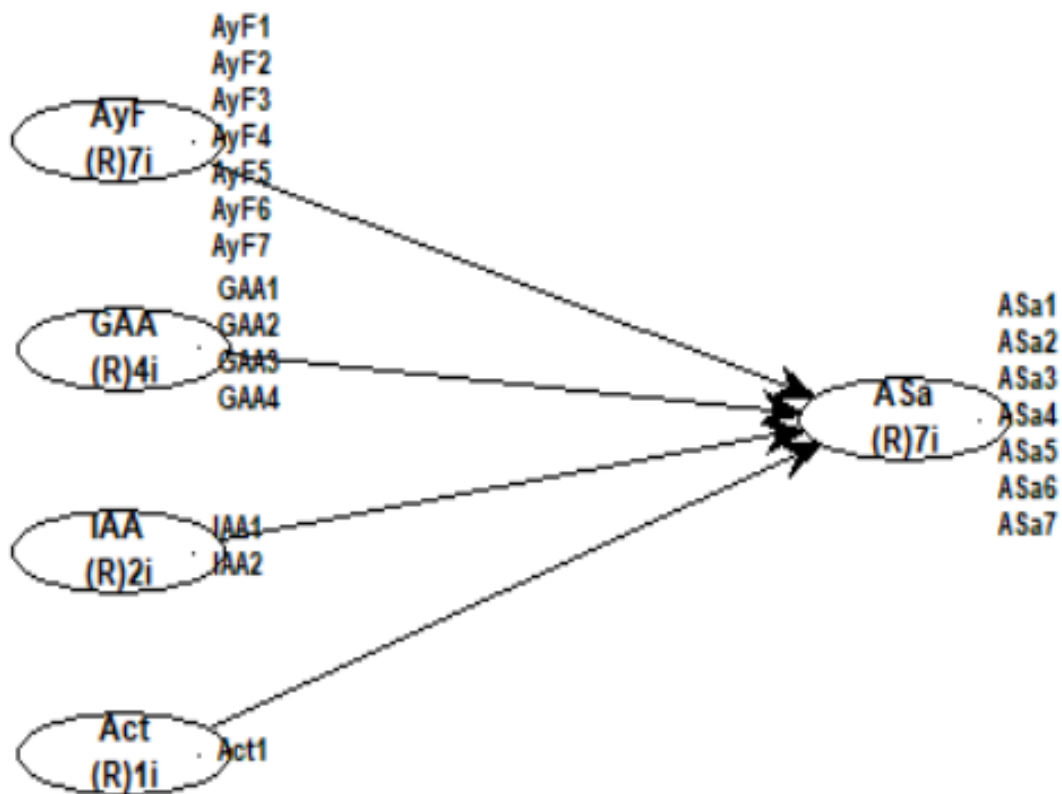 AyF1
AyF2
AyF3
AyF4
AyF5
AyF6
AyF7
AyF
(R)7i
GAA1
GAA2
GAA3
GAA4
GAA
(R)4i
IAA1
IAA2
IAA
(R)2i
Act1
Act
(R)1i
ASa
(R)7i
ASa1
ASa2
ASa3
ASa4
ASa5
ASa6
ASa7